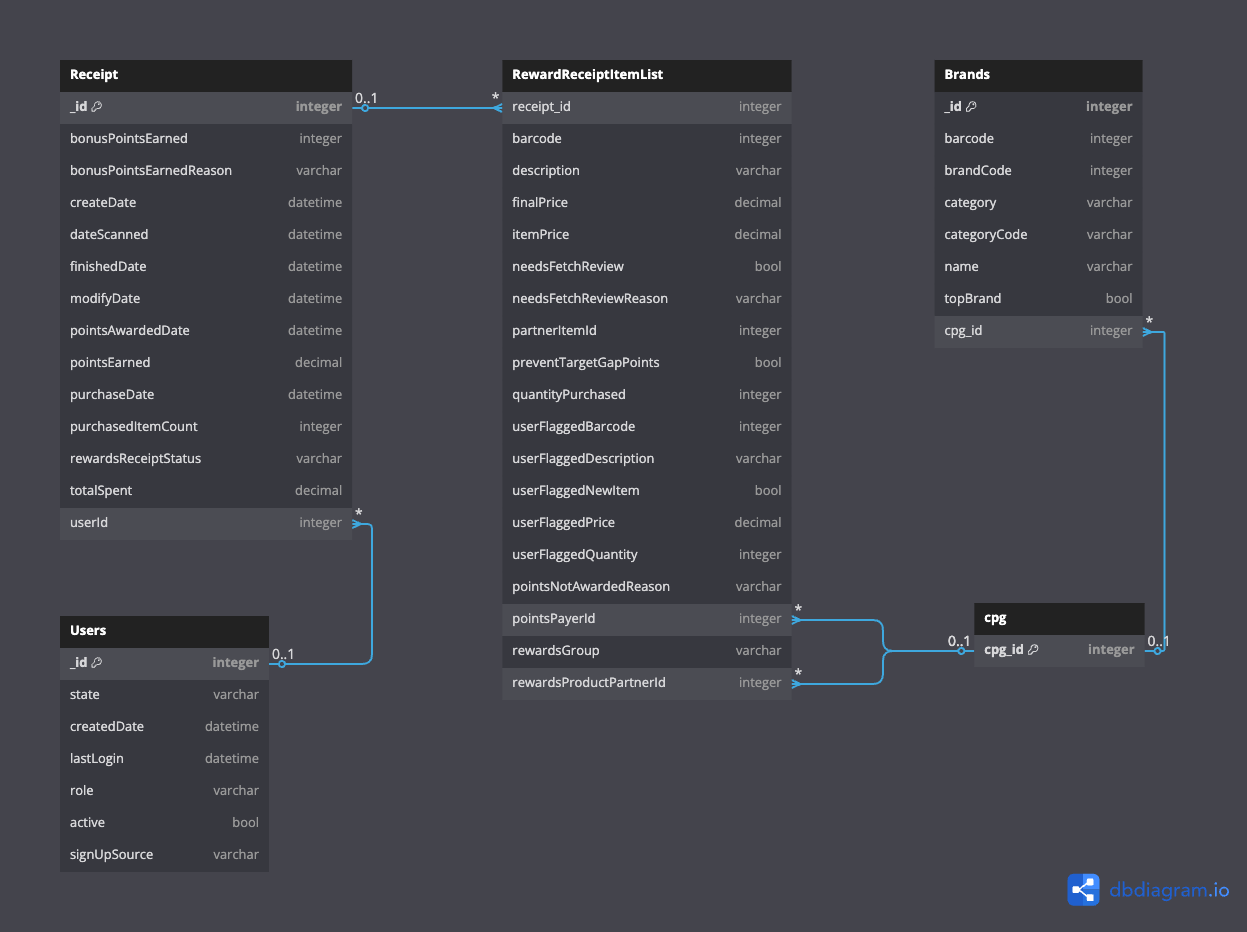 Receipt
_id integer
bonusPointsEarned integer
bonusPointsEarnedReason varchar
createDate datetime
dateScanned datetime
finishedDate datetime
modifyDate datetime
pointsAwardedDate datetime
pointsEarned decimal
purchaseDate datetime
purchasedItemCount integer
rewardsReceiptStatus varchar
totalSpent decimal
userId integer
0..1
*
*
RewardReceiptItemList
receipt_id integer
barcode integer
description varchar
finalPrice decimal
itemPrice decimal
needsFetchReview bool
needsFetchReviewReason varchar
partnerItemId integer
preventTargetGapPoints bool
quantityPurchased integer
userFlaggedBarcode integer
userFlaggedDescription varchar
userFlaggedNewItem bool
userFlaggedPrice decimal
userFlaggedQuantity integer
pointsNotAwardedReason varchar
pointsPayerId integer
rewardsGroup varchar
rewardsProductPartnerId integer
*
*
Brands
_id integer
barcode integer
brandCode integer
category varchar
categoryCode varchar
name varchar
topBrand bool
cpg_id integer
*
Users
_id integer
state varchar
createdDate datetime
lastLogin datetime
role varchar
active bool
signUpSource varchar
0..1
cpg
0..1
cpg_id integer
0..1
dbdiagram.io